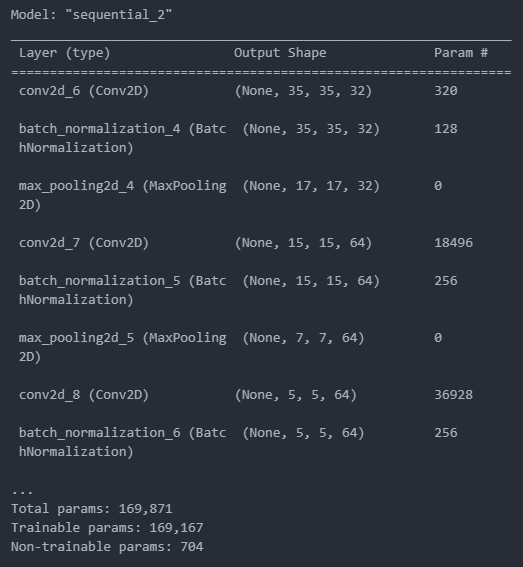 Model: "sequential_2"
_________________________________________________________________
Layer (type) Output Shape Param #
=================================================================
conv2d_6 (Conv2D) (None, 35, 35, 32) 320
batch_normalization_4 (Batc (None, 35, 35, 32) 128
hNormalization)
max_pooling2d_4 (MaxPooling (None, 17, 17, 32) 0
2D)
conv2d_7 (Conv2D) (None, 15, 15, 64) 18496
batch_normalization_5 (Batc (None, 15, 15, 64) 256
hNormalization)
max_pooling2d_5 (MaxPooling (None, 7, 7, 64) 0
2D)
conv2d_8 (Conv2D) (None, 5, 5, 64) 36928
batch_normalization_6 (Batc (None, 5, 5, 64) 256
hNormalization)
...
Total params: 169,871
Trainable params: 169,167
Non-trainable params: 704